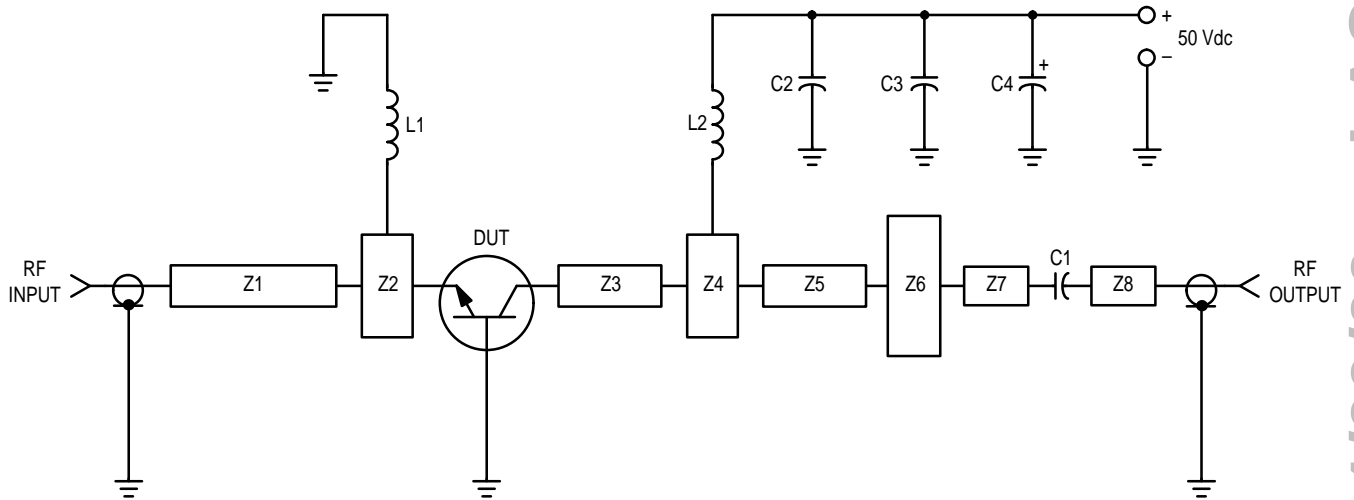 +
50 Vdc
–
C2
C3
+
C4
L1
L2
DUT
RF
INPUT
Z1
Z2
Z3
Z4
Z5
Z6
Z7
C1
Z8
RF
OUTPUT